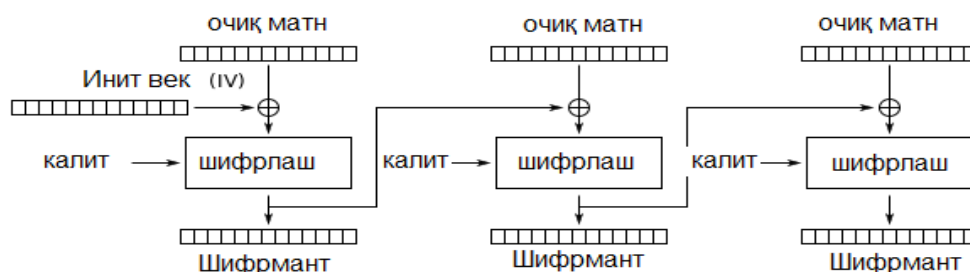 очиқ матн очиқ матн очиқ матн
Инит век (IV)
калит шифрлаш калит шифрлаш калит шифрлаш
Шифрмант Шифрмант Шифрмант